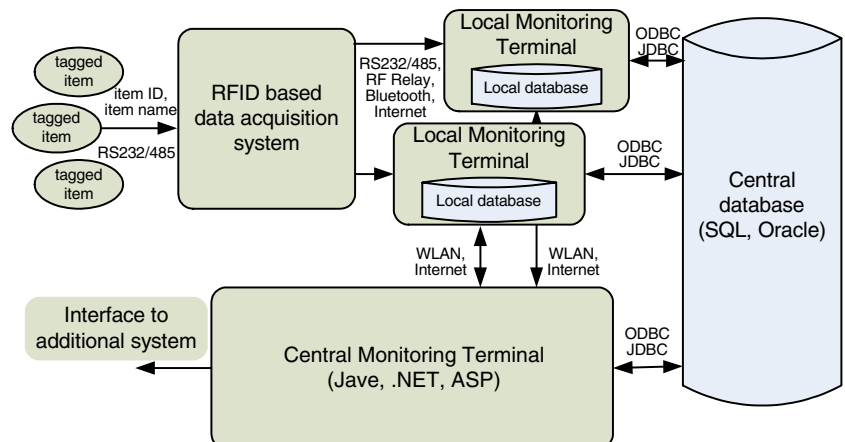 tagged
item
tagged
item
tagged
item
item ID,
item name
RS232/485
RFID based
data acquisition
system
RS232/485,
RF Relay,
Bluetooth,
Internet
Local Monitoring
Terminal
Local database
Local Monitoring
Terminal
Local database
ODBC
JDBC
ODBC
JDBC
Central
database
(SQL, Oracle)
WLAN,
Internet
WLAN,
Internet
Interface to
additional system
Central Monitoring Terminal
(Jave, .NET, ASP)
ODBC
JDBC